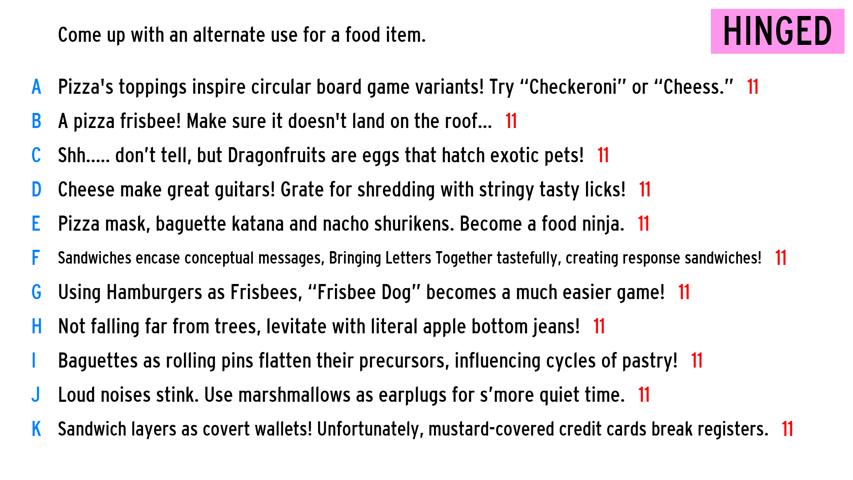 Come up with an alternate use for a food item.
HINGED
A Pizza's toppings inspire circular board game variants! Try “Checkeroni” or “Cheess.” 11
B A pizza frisbee! Make sure it doesn't land on the roof... 11
C Shh..... don’t tell, but Dragonfruits are eggs that hatch exotic pets! 11
D Cheese make great guitars! Grate for shredding with stringy tasty licks! 11
E Pizza mask, baguette katana and nacho shurikens. Become a food ninja. 11
F Sandwiches encase conceptual messages, Bringing Letters Together tastefully, creating response sandwiches! 11
G Using Hamburgers as Frisbees, “Frisbee Dog” becomes a much easier game! 11
H Not falling far from trees, levitate with literal apple bottom jeans! 11
I Baguettes as rolling pins flatten their precursors, influencing cycles of pastry! 11
J Loud noises stink. Use marshmallows as earplugs for s’more quiet time. 11
K Sandwich layers as covert wallets! Unfortunately, mustard-covered credit cards break registers. 11